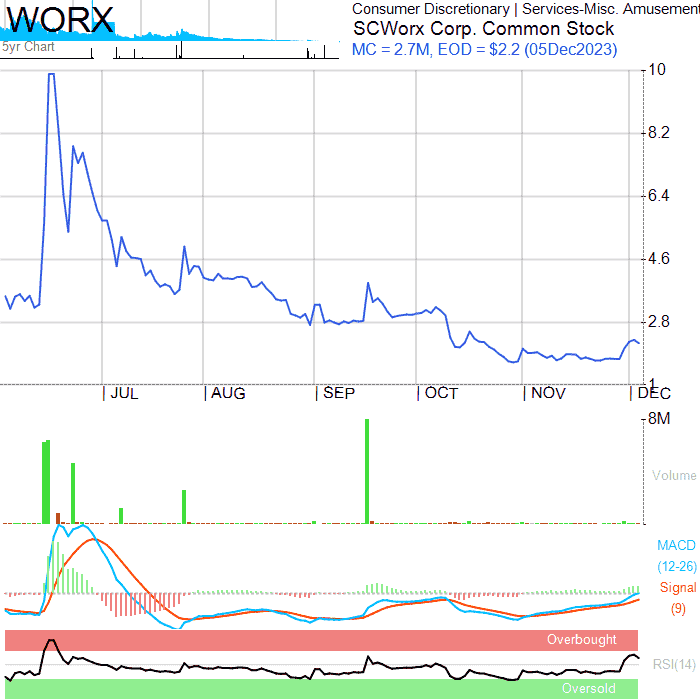 WORX
5yr Chart
Consumer Discretionary | Services-Misc. Amusement
SCWorx Corp. Common Stock
MC = 2.7M, EOD = $2.2 (05Dec2023)
10
8.2
6.4
4.6
2.8
1
| JUL | AUG | SEP | OCT | NOV | DEC
8M
Volume
MACD
(12-26)
Signal
(9)
Overbought
RSI(14)
Oversold